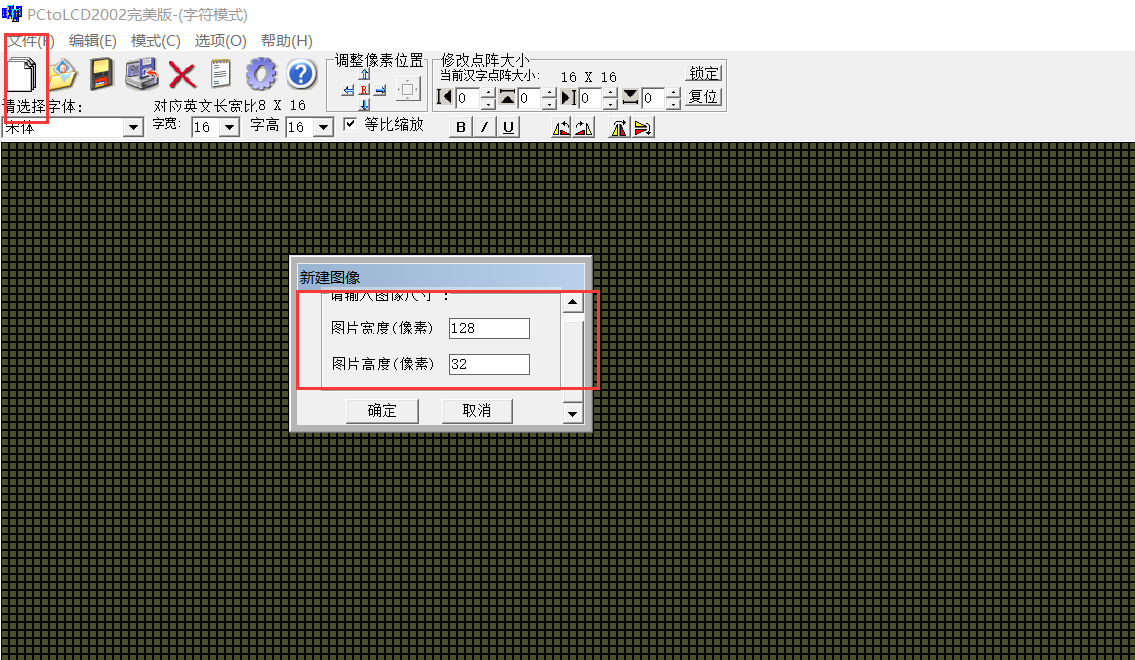 PCtoLCD2002完美版-(字符模式)
文件(F) 编辑(E) 模式(C) 选项(O) 帮助(H)
调整像素位置
R
修改点阵大小
当前汉字点阵大小: 16 X 16 锁定
0 0 0 0 复位
请选择字体: 对应英文长宽比8 X 16
宋体 字宽: 16 字高 16 等比缩放 B I U
新建图像
请输入图像尺寸:
图片宽度(像素) 128
图片高度(像素) 32
确定 取消